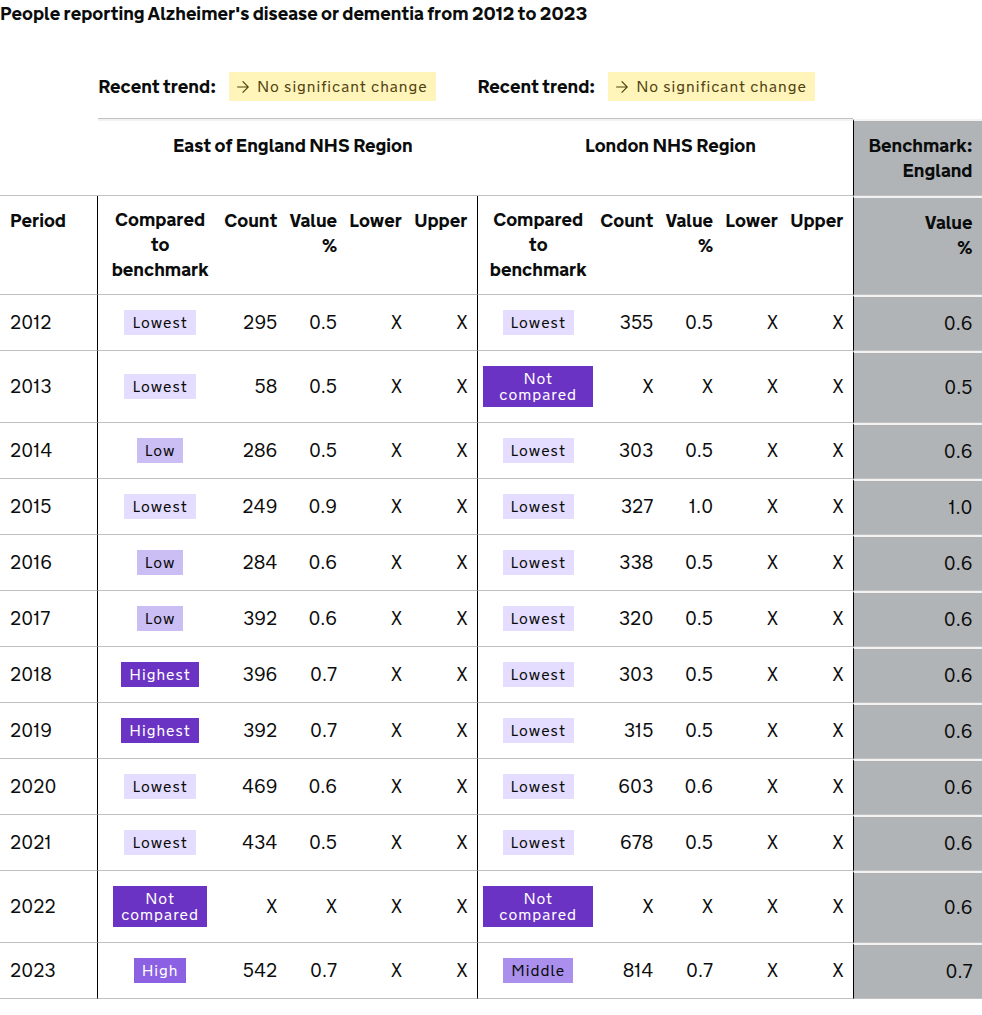 People reporting Alzheimer's disease or dementia from 2012 to 2023
Recent trend: → No significant change Recent trend: → No significant change
East of England NHS Region London NHS Region Benchmark: England
Period Compared to benchmark Count Value % Lower Upper Compared to benchmark Count Value % Lower Upper Value %
2012 Lowest 295 0.5 X X Lowest 355 0.5 X X 0.6
2013 Lowest 58 0.5 X X Not compared X X X X 0.5
2014 Low 286 0.5 X X Lowest 303 0.5 X X 0.6
2015 Lowest 249 0.9 X X Lowest 327 1.0 X X 1.0
2016 Low 284 0.6 X X Lowest 338 0.5 X X 0.6
2017 Low 392 0.6 X X Lowest 320 0.5 X X 0.6
2018 Highest 396 0.7 X X Lowest 303 0.5 X X 0.6
2019 Highest 392 0.7 X X Lowest 315 0.5 X X 0.6
2020 Lowest 469 0.6 X X Lowest 603 0.6 X X 0.6
2021 Lowest 434 0.5 X X Lowest 678 0.5 X X 0.6
2022 Not compared X X X X Not compared X X X X 0.6
2023 High 542 0.7 X X Middle 814 0.7 X X 0.7